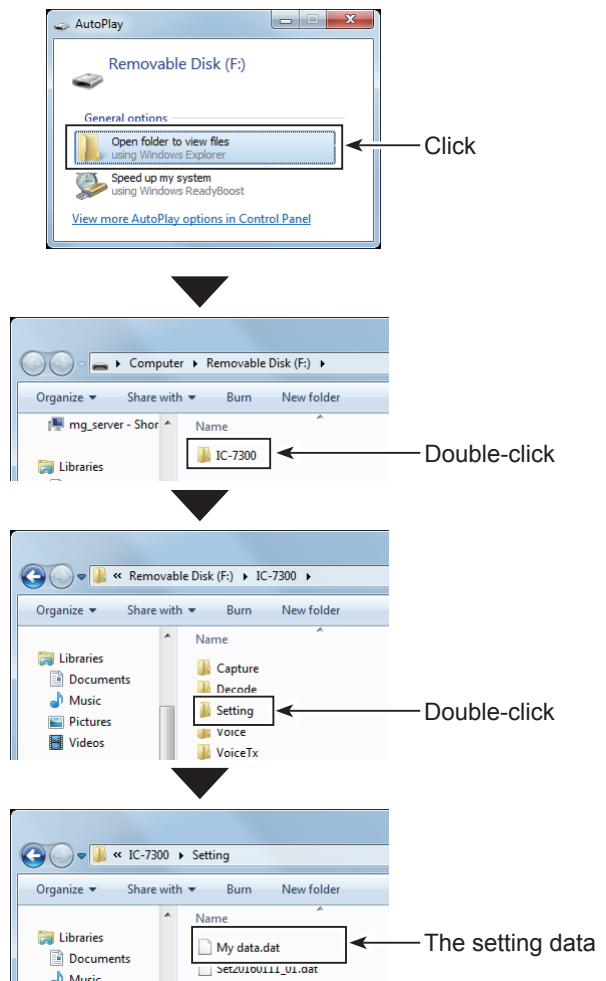 AutoPlay
Removable Disk (F:)
General options
Open folder to view files
using Windows Explorer
Click
Speed up my system
using Windows ReadyBoost
View more AutoPlay options in Control Panel
Computer Removable Disk (F:)
Organize Share with Burn New folder
mg_server - Shor Name
IC-7300
Double-click
Libraries
« Removable Disk (F:) IC-7300
Organize Share with Burn New folder
Name
Libraries
Capture
Documents
Decode
Music
Setting
Double-click
Pictures
Voice
Videos
VoiceTx
« IC-7300 Setting
Organize Share with Burn New folder
Name
Libraries
My data.dat
The setting data
Documents
Set20160111_01.dat
Music